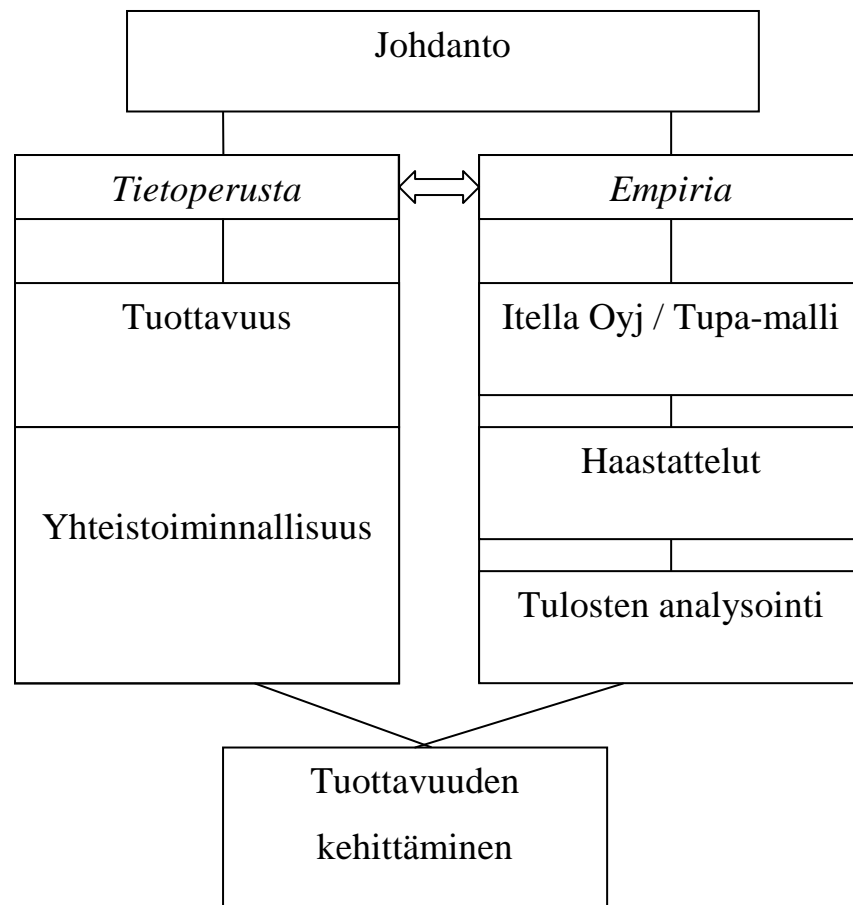 Johdanto
Tietoperusta
Empiria
Tuottavuus
Itella Oyj / Tupa-malli
Haastattelut
Yhteistoiminnallisuus
Tulosten analysointi
Tuottavuuden
kehittäminen